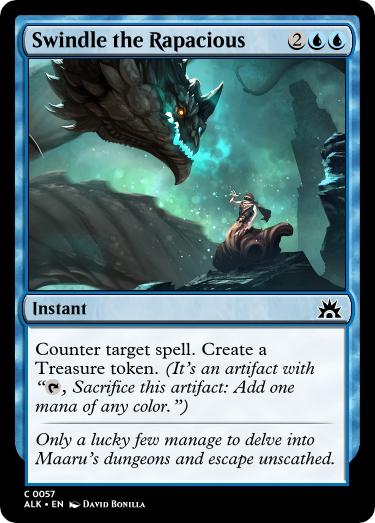 Swindle the Rapacious 2
Instant
Counter target spell. Create a
Treasure token. (It's an artifact with
“, Sacrifice this artifact: Add one
mana of any color.”)
Only a lucky few manage to delve into
Maaru's dungeons and escape unscathed.
C 0057
ALK • EN DAVID BONILLA